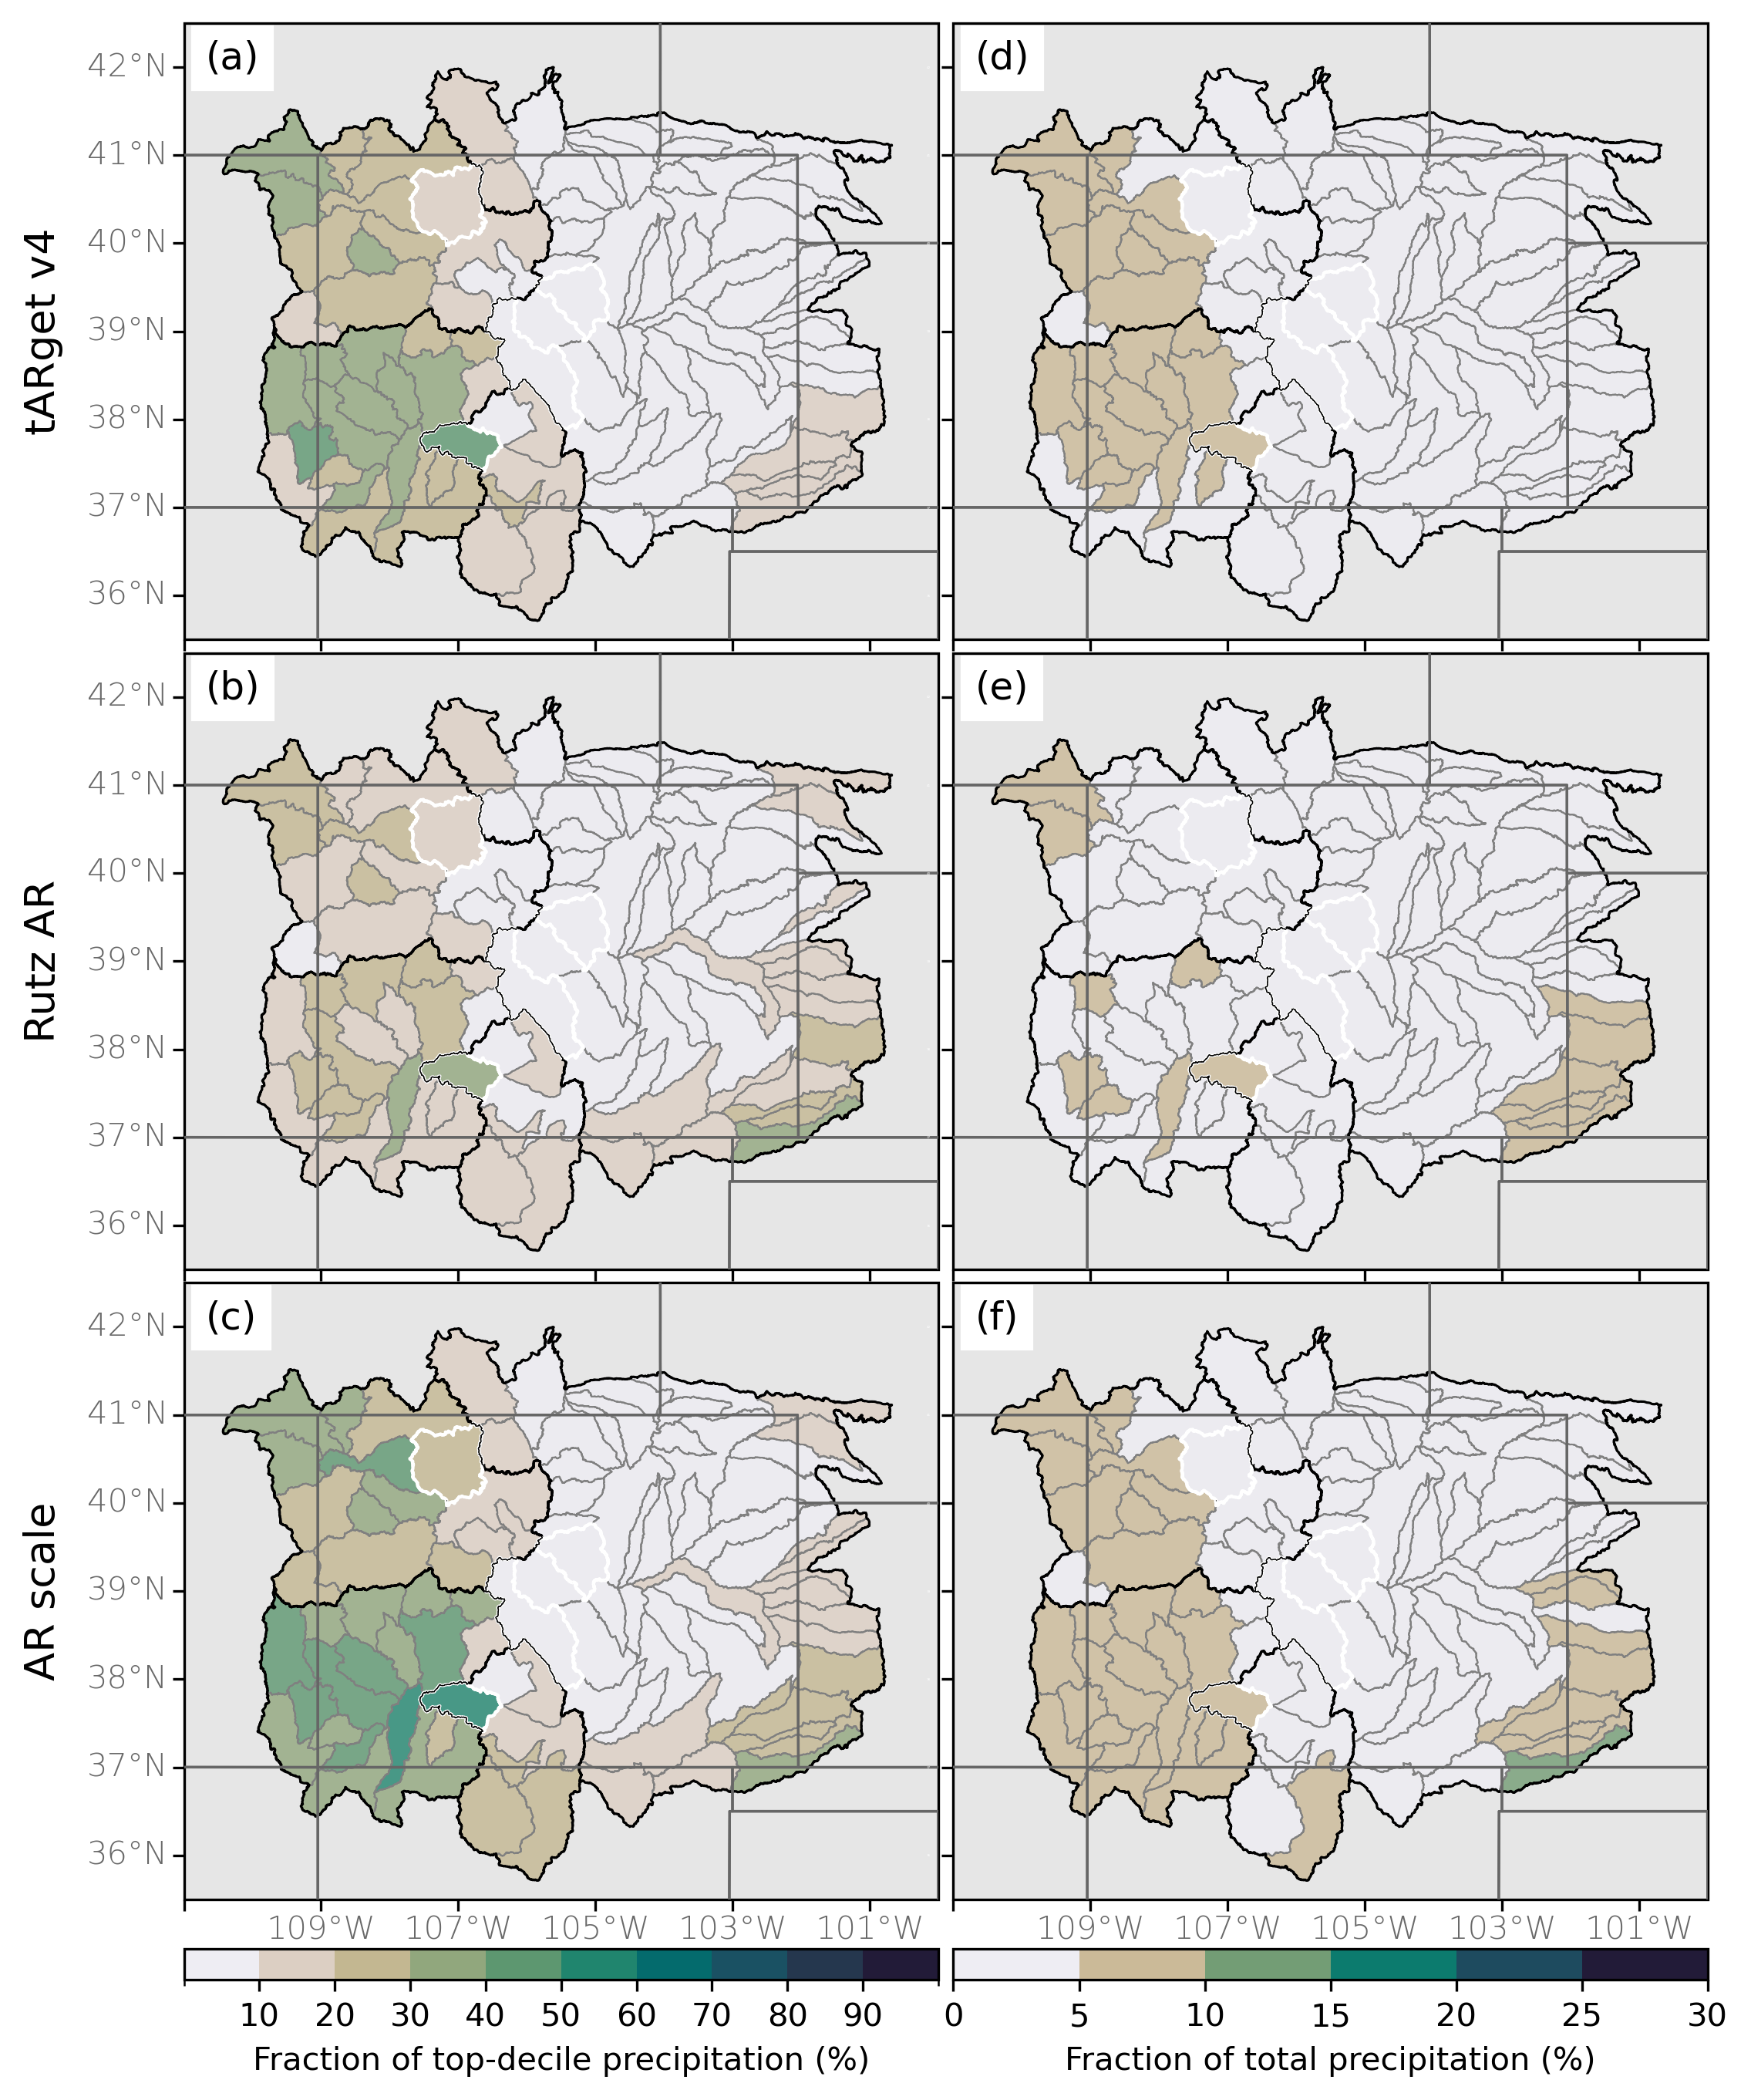 (a)
(d)
42°N
41°N
40°N
39°N
38°N
37°N
36°N
tARget v4
(b)
(e)
42°N
41°N
40°N
39°N
38°N
37°N
36°N
Rutz AR
(c)
(f)
42°N
41°N
40°N
39°N
38°N
37°N
36°N
AR scale
109°W 107°W 105°W 103°W 101°W
109°W 107°W 105°W 103°W 101°W
10 20 30 40 50 60 70 80 90
0 5 10 15 20 25 30
Fraction of top-decile precipitation (%)
Fraction of total precipitation (%)